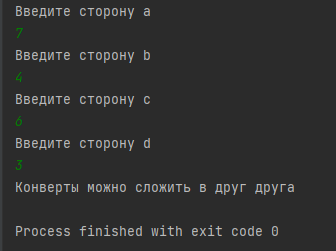 Введите сторону a
7
Введите сторону b
4
Введите сторону c
6
Введите сторону d
3
Конверты можно сложить в друг друга
Process finished with exit code 0